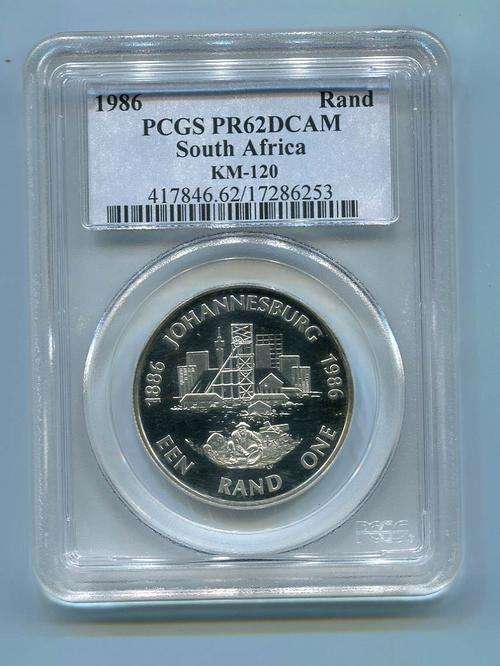 1986 Rand
PCGS PR62DCAM
South Africa
KM-120
417846.62/17286253
1886 JOHANNESBURG 1986
EEN RAND ONE
PCGS